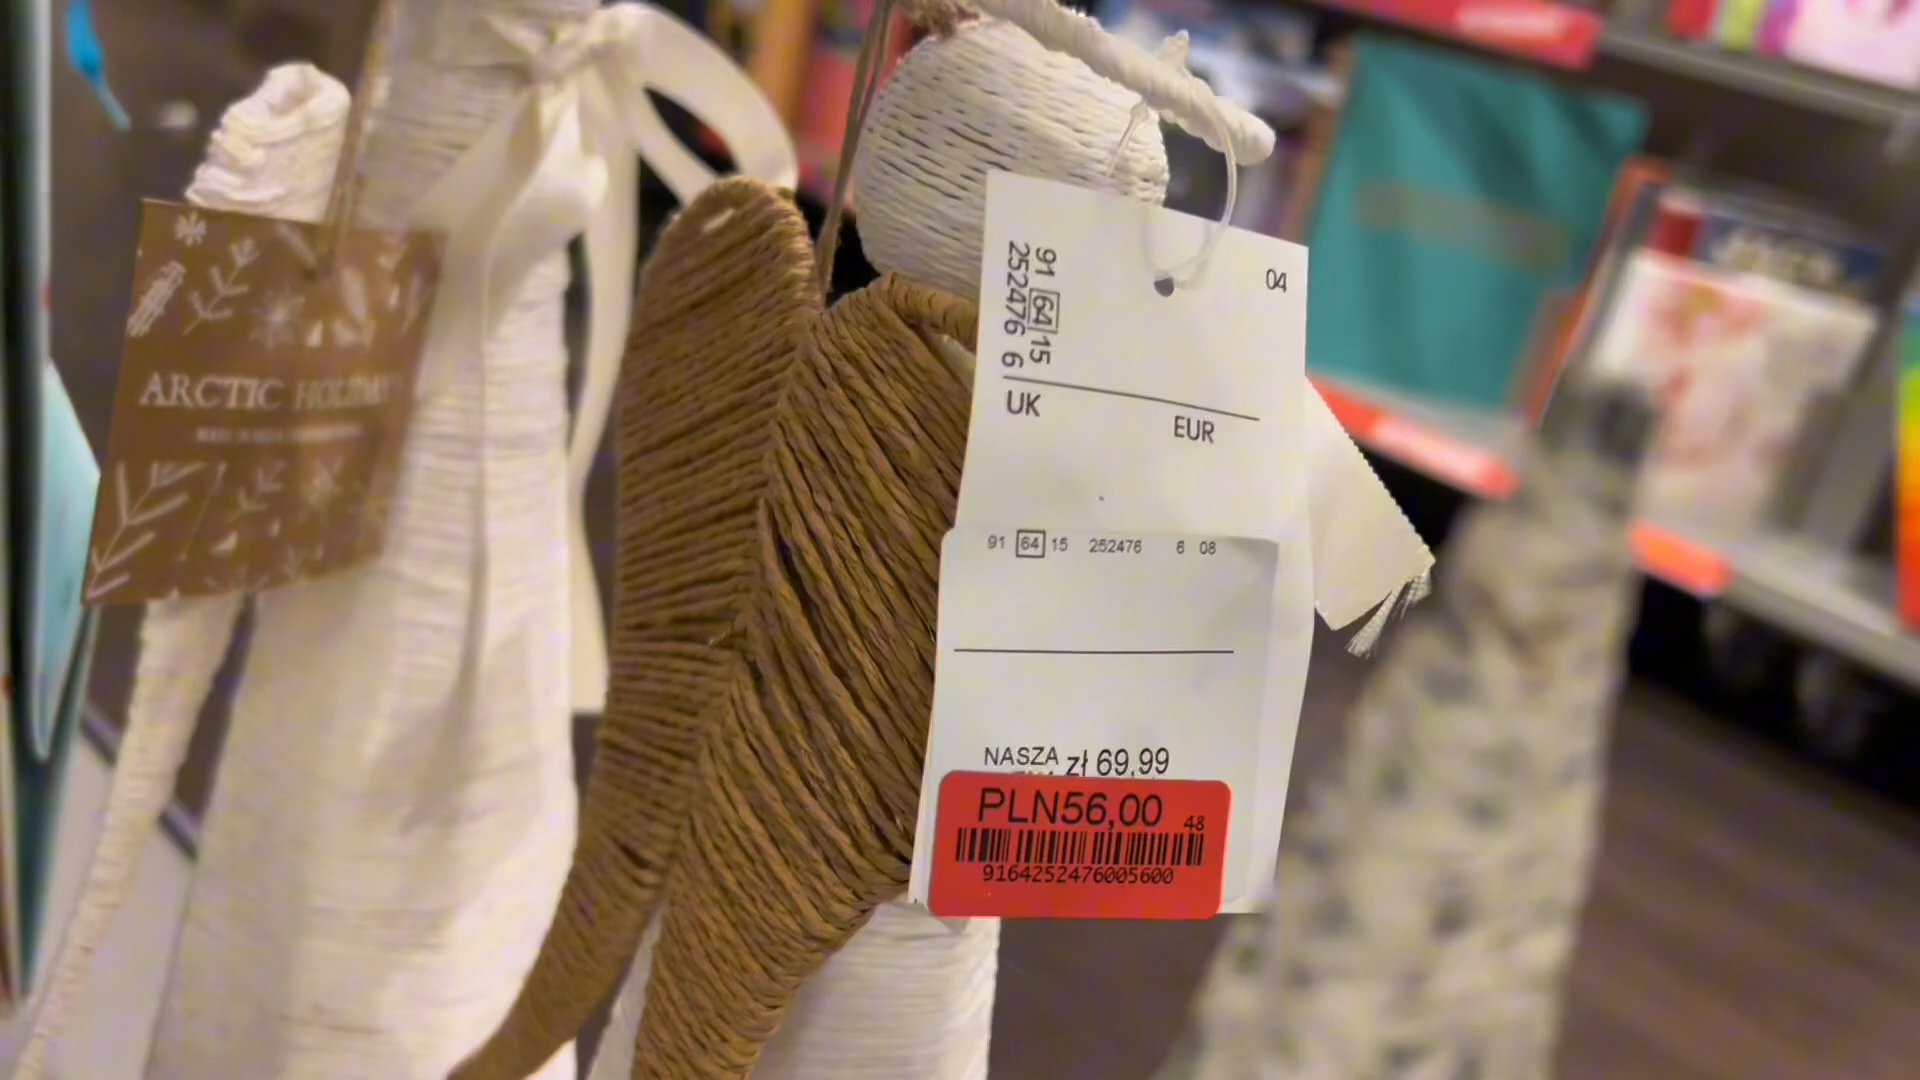 ARCTIC HOLIDAY
04
91 64 15
252476 6
UK
EUR
91 64 15 252476 6 08
NASZA zł 69,99
PLN56,00
48
9164252476005600